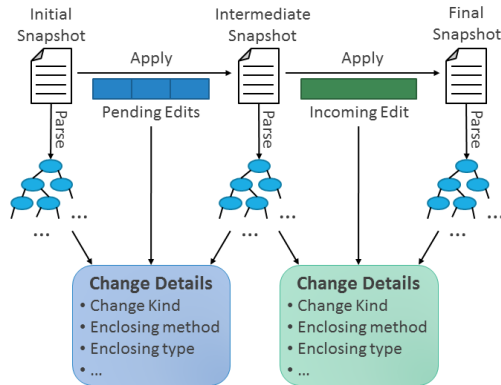 Initial
Snapshot
Intermediate
Snapshot
Final
Snapshot
Apply
Apply
Pending Edits
Incoming Edit
Parse
Parse
Parse
...
...
...
...
...
...
Change Details
• Change Kind
• Enclosing method
• Enclosing type
• ...
Change Details
• Change Kind
• Enclosing method
• Enclosing type
• ...